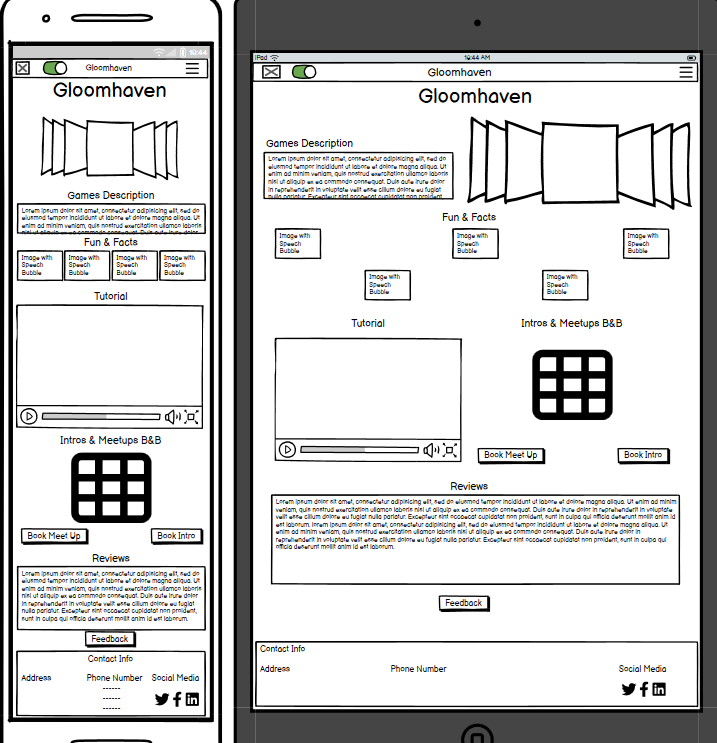 10:44
Gloomhaven
Gloomhaven
Games Description
Lorem ipsum dolor sit amet, consectetur adipisicing elit, sed do
eiusmod tempor incididunt ut labore et dolore magna aliqua. Ut
enim ad minim veniam, quis nostrud exercitation ullamco laboris
nisi ut aliquip ex ea commodo consequat. Duis aute irure dolor
Fun & Facts
Image with
Speech
Bubble
Image with
Speech
Bubble
Image with
Speech
Bubble
Image with
Speech
Bubble
Tutorial
Intros & Meetups B&B
Book Meet Up
Book Intro
Reviews
Lorem ipsum dolor sit amet, consectetur adipisicing elit, sed do
eiusmod tempor incididunt ut labore et dolore magna aliqua. Ut
enim ad minim veniam, quis nostrud exercitation ullamco laboris
nisi ut aliquip ex ea commodo consequat. Duis aute irure dolor
in reprehenderit in voluptate velit esse cillum dolore eu fugiat
nulla pariatur. Excepteur sint occaecat cupidatat non proident,
sunt in culpa qui officia deserunt mollit anim id est laborum.
Feedback
Contact Info
Address
Phone Number
Social Media
------
------
------
iPad
10:44 AM
Gloomhaven
Gloomhaven
Games Description
Lorem ipsum dolor sit amet, consectetur adipisicing elit, sed do
eiusmod tempor incididunt ut labore et dolore magna aliqua. Ut
enim ad minim veniam, quis nostrud exercitation ullamco laboris
nisi ut aliquip ex ea commodo consequat. Duis aute irure dolor
in reprehenderit in voluptate velit esse cillum dolore eu fugiat
nulla pariatur. Excepteur sint occaecat cupidatat non proident,
Fun & Facts
Image with
Speech
Bubble
Image with
Speech
Bubble
Image with
Speech
Bubble
Image with
Speech
Bubble
Image with
Speech
Bubble
Tutorial
Intros & Meetups B&B
Book Meet Up
Book Intro
Reviews
Lorem ipsum dolor sit amet, consectetur adipisicing elit, sed do eiusmod tempor incididunt ut labore et dolore magna aliqua. Ut enim ad minim
veniam, quis nostrud exercitation ullamco laboris nisi ut aliquip ex ea commodo consequat. Duis aute irure dolor in reprehenderit in voluptate
velit esse cillum dolore eu fugiat nulla pariatur. Excepteur sint occaecat cupidatat non proident, sunt in culpa qui officia deserunt mollit anim id
est laborum. lorem ipsum dolor sit amet, consectetur adipisicing elit, sed do eiusmod tempor incididunt ut labore et dolore magna aliqua. Ut
enim ad minim veniam, quis nostrud exercitation ullamco laboris nisi ut aliquip ex ea commodo consequat. Duis aute irure dolor in
reprehenderit in voluptate velit esse cillum dolore eu fugiat nulla pariatur. Excepteur sint occaecat cupidatat non proident, sunt in culpa qui
officia deserunt mollit anim id est laborum.
Feedback
Contact Info
Address
Phone Number
Social Media